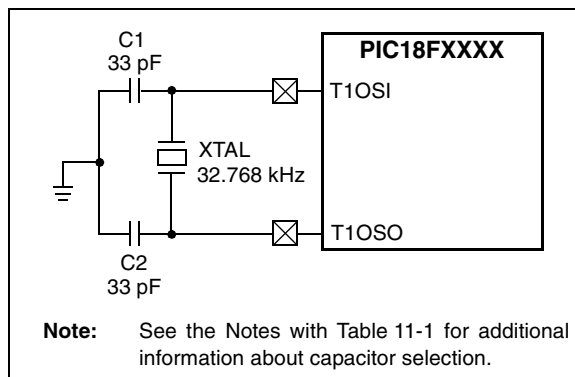 C1
33 pF
PIC18FXXXX
T1OSI
XTAL
32.768 kHz
T1OSO
C2
33 pF
Note: See the Notes with Table 11-1 for additional
information about capacitor selection.